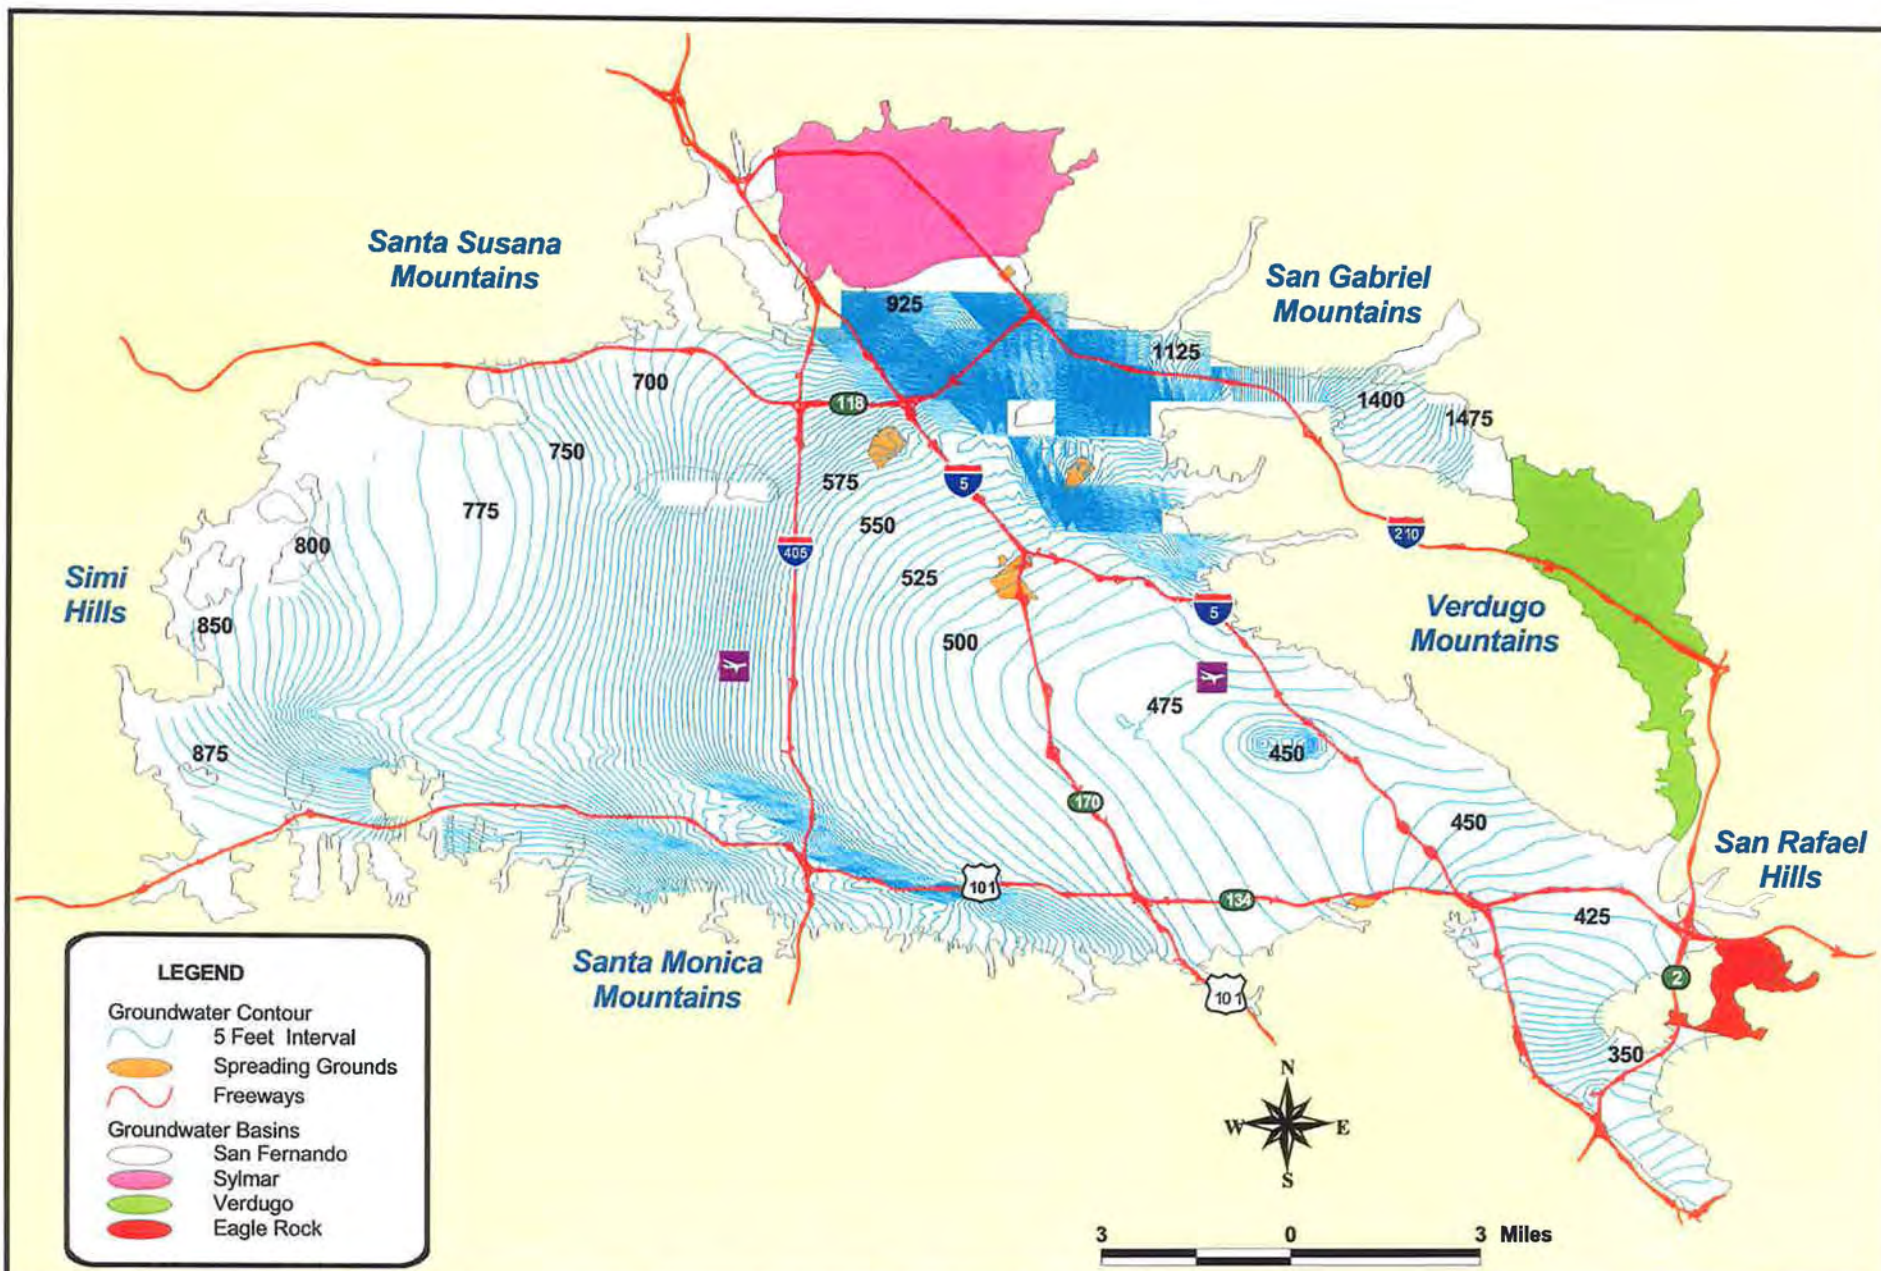 Santa Susana
Mountains
San Gabriel
Mountains
925
1125
700
1400
118
1475
750
575
5
775
550
210
800
405
525
Simi
Hills
5
Verdugo
Mountains
850
500
475
875
450
170
450
San Rafael
Hills
101
134
425
Santa Monica
Mountains
2
101
350
LEGEND
Groundwater Contour
5 Feet Interval
Spreading Grounds
Freeways
Groundwater Basins
San Fernando
Sylmar
Verdugo
Eagle Rock
N
W E
S
3 0 3 Miles